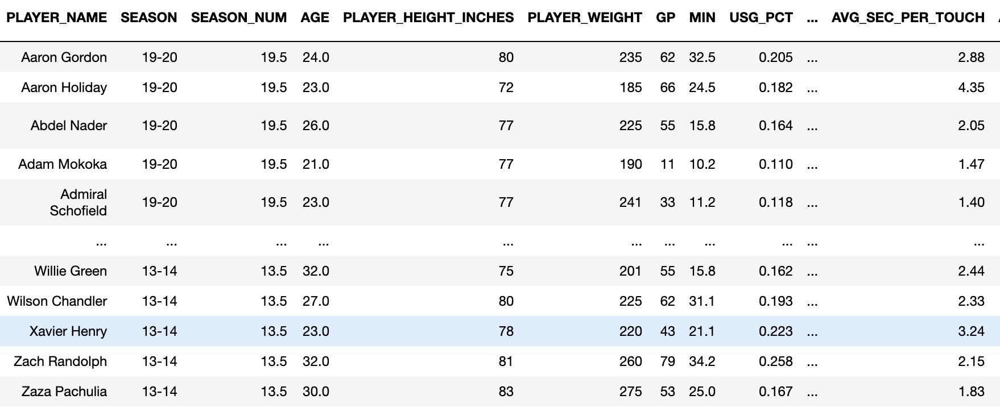 PLAYER_NAME SEASON SEASON_NUM AGE PLAYER_HEIGHT_INCHES PLAYER_WEIGHT GP MIN USG_PCT ... AVG_SEC_PER_TOUCH
Aaron Gordon 19-20 19.5 24.0 80 235 62 32.5 0.205 ... 2.88
Aaron Holiday 19-20 19.5 23.0 72 185 66 24.5 0.182 ... 4.35
Abdel Nader 19-20 19.5 26.0 77 225 55 15.8 0.164 ... 2.05
Adam Mokoka 19-20 19.5 21.0 77 190 11 10.2 0.110 ... 1.47
Admiral
Schofield 19-20 19.5 23.0 77 241 33 11.2 0.118 ... 1.40
... ... ... ... ... ... ... ... ... ... ...
Willie Green 13-14 13.5 32.0 75 201 55 15.8 0.162 ... 2.44
Wilson Chandler 13-14 13.5 27.0 80 225 62 31.1 0.193 ... 2.33
Xavier Henry 13-14 13.5 23.0 78 220 43 21.1 0.223 ... 3.24
Zach Randolph 13-14 13.5 32.0 81 260 79 34.2 0.258 ... 2.15
Zaza Pachulia 13-14 13.5 30.0 83 275 53 25.0 0.167 ... 1.83